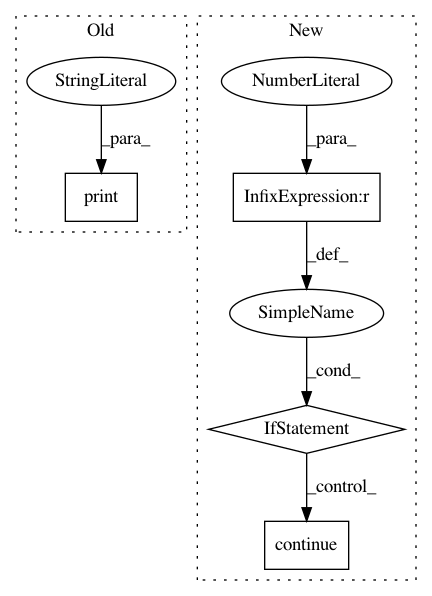 Old
New
StringLiteral
NumberLiteral
_para_
_para_
print
InfixExpression:r
_def_
SimpleName
_cond_
IfStatement
_control_
continue